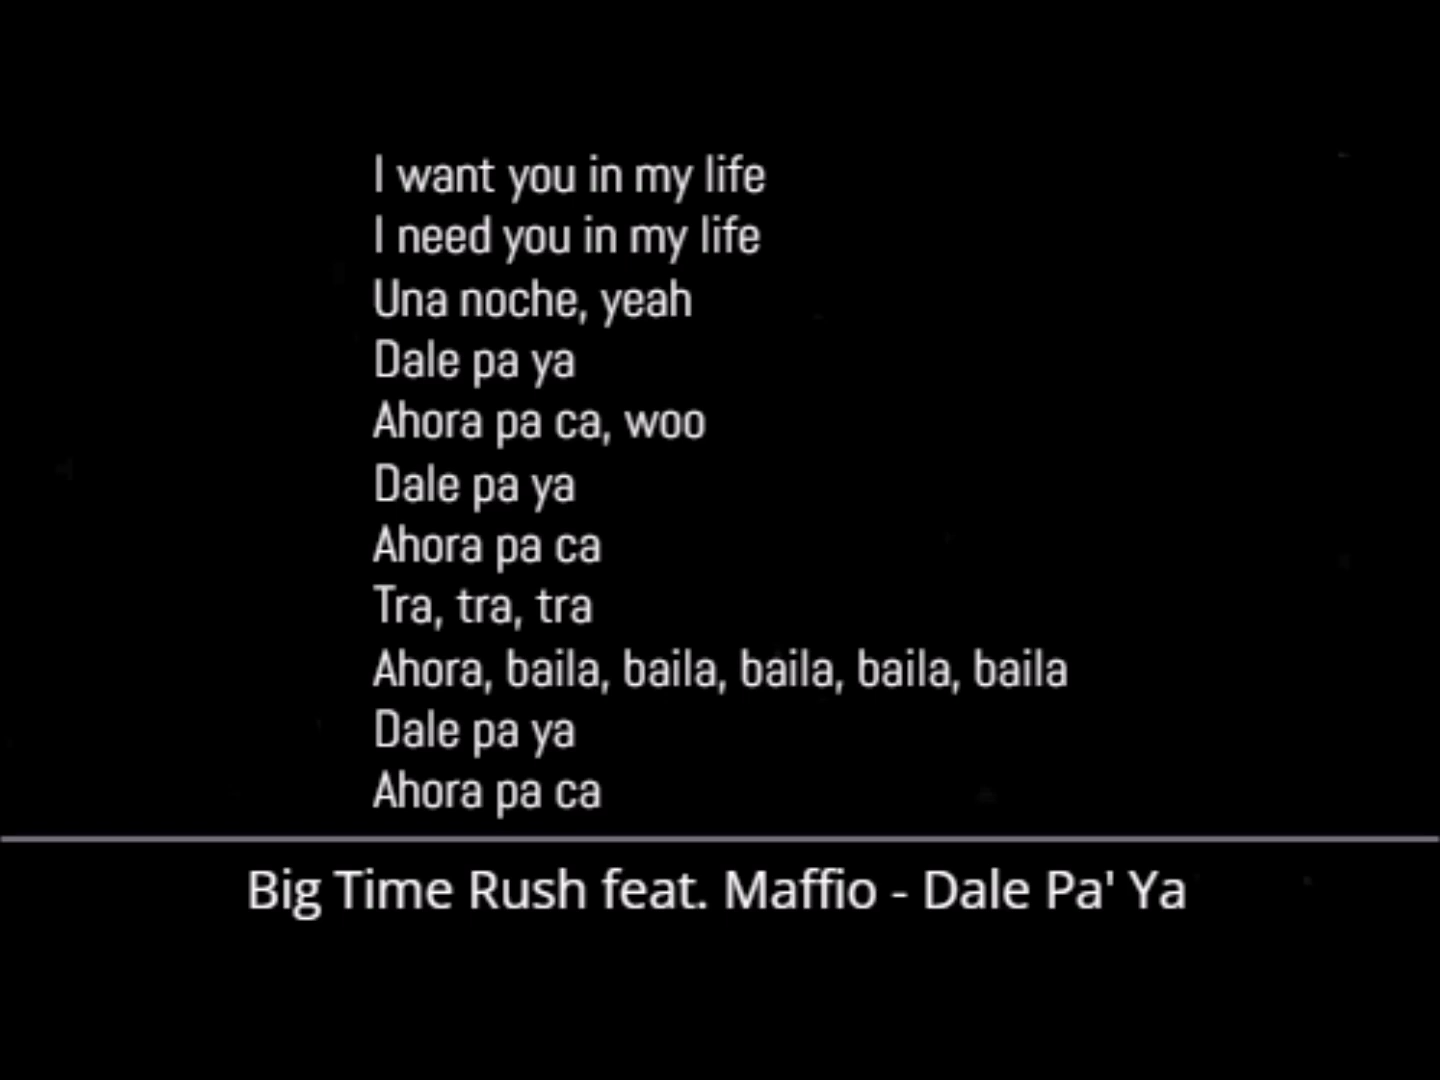 I want you in my life
I need you in my life
Una noche, yeah
Dale pa ya
Ahora pa ca, woo
Dale pa ya
Ahora pa ca
Tra, tra, tra
Ahora, baila, baila, baila, baila, baila
Dale pa ya
Ahora pa ca
Big Time Rush feat. Maffio - Dale Pa' Ya